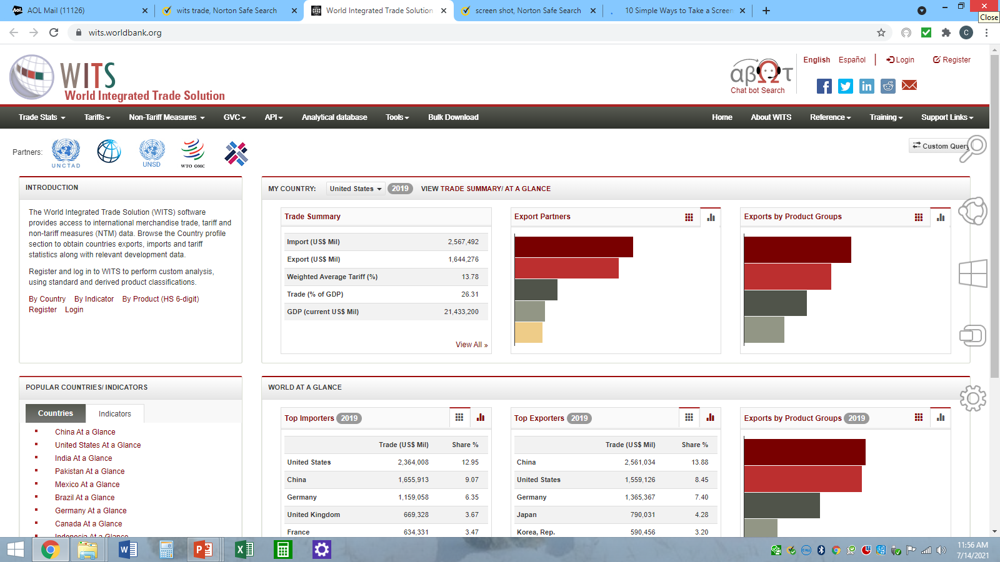 AOL Mail (11126)
wits trade, Norton Safe Search
World Integrated Trade Solution
screen shot, Norton Safe Search
10 Simple Ways to Take a Screen
Close
wits.worldbank.org
C
WITS
World Integrated Trade Solution
αβΩτ
Chat bot Search
English Español Login Register
Trade Stats Tariffs Non-Tariff Measures GVC API Analytical database Tools Bulk Download Home About WITS Reference Training Support Links
Partners:
UNCTAD
UNSD
WTO OMC
Custom Query
INTRODUCTION
The World Integrated Trade Solution (WITS) software
provides access to international merchandise trade, tariff and
non-tariff measures (NTM) data. Browse the Country profile
section to obtain countries exports, imports and tariff
statistics along with relevant development data.
Register and log in to WITS to perform custom analysis,
using standard and derived product classifications.
By Country By Indicator By Product (HS 6-digit)
Register Login
MY COUNTRY: United States 2019 VIEW TRADE SUMMARY/ AT A GLANCE
Trade Summary
Import (US$ Mil) 2,567,492
Export (US$ Mil) 1,644,276
Weighted Average Tariff (%) 13.78
Trade (% of GDP) 26.31
GDP (current US$ Mil) 21,433,200
View All »
Export Partners
Exports by Product Groups
POPULAR COUNTRIES/ INDICATORS
Countries Indicators
China At a Glance
United States At a Glance
India At a Glance
Pakistan At a Glance
Mexico At a Glance
Brazil At a Glance
Germany At a Glance
Canada At a Glance
Indonesia At a Glance
WORLD AT A GLANCE
Top Importers 2019
Trade (US$ Mil) Share %
United States 2,364,008 12.95
China 1,655,913 9.07
Germany 1,159,058 6.35
United Kingdom 669,328 3.67
France 634,331 3.47
Top Exporters 2019
Trade (US$ Mil) Share %
China 2,561,034 13.88
United States 1,559,126 8.45
Germany 1,365,367 7.40
Japan 790,031 4.28
Korea, Rep. 590,456 3.20
Exports by Product Groups 2019
11:56 AM
7/14/2021